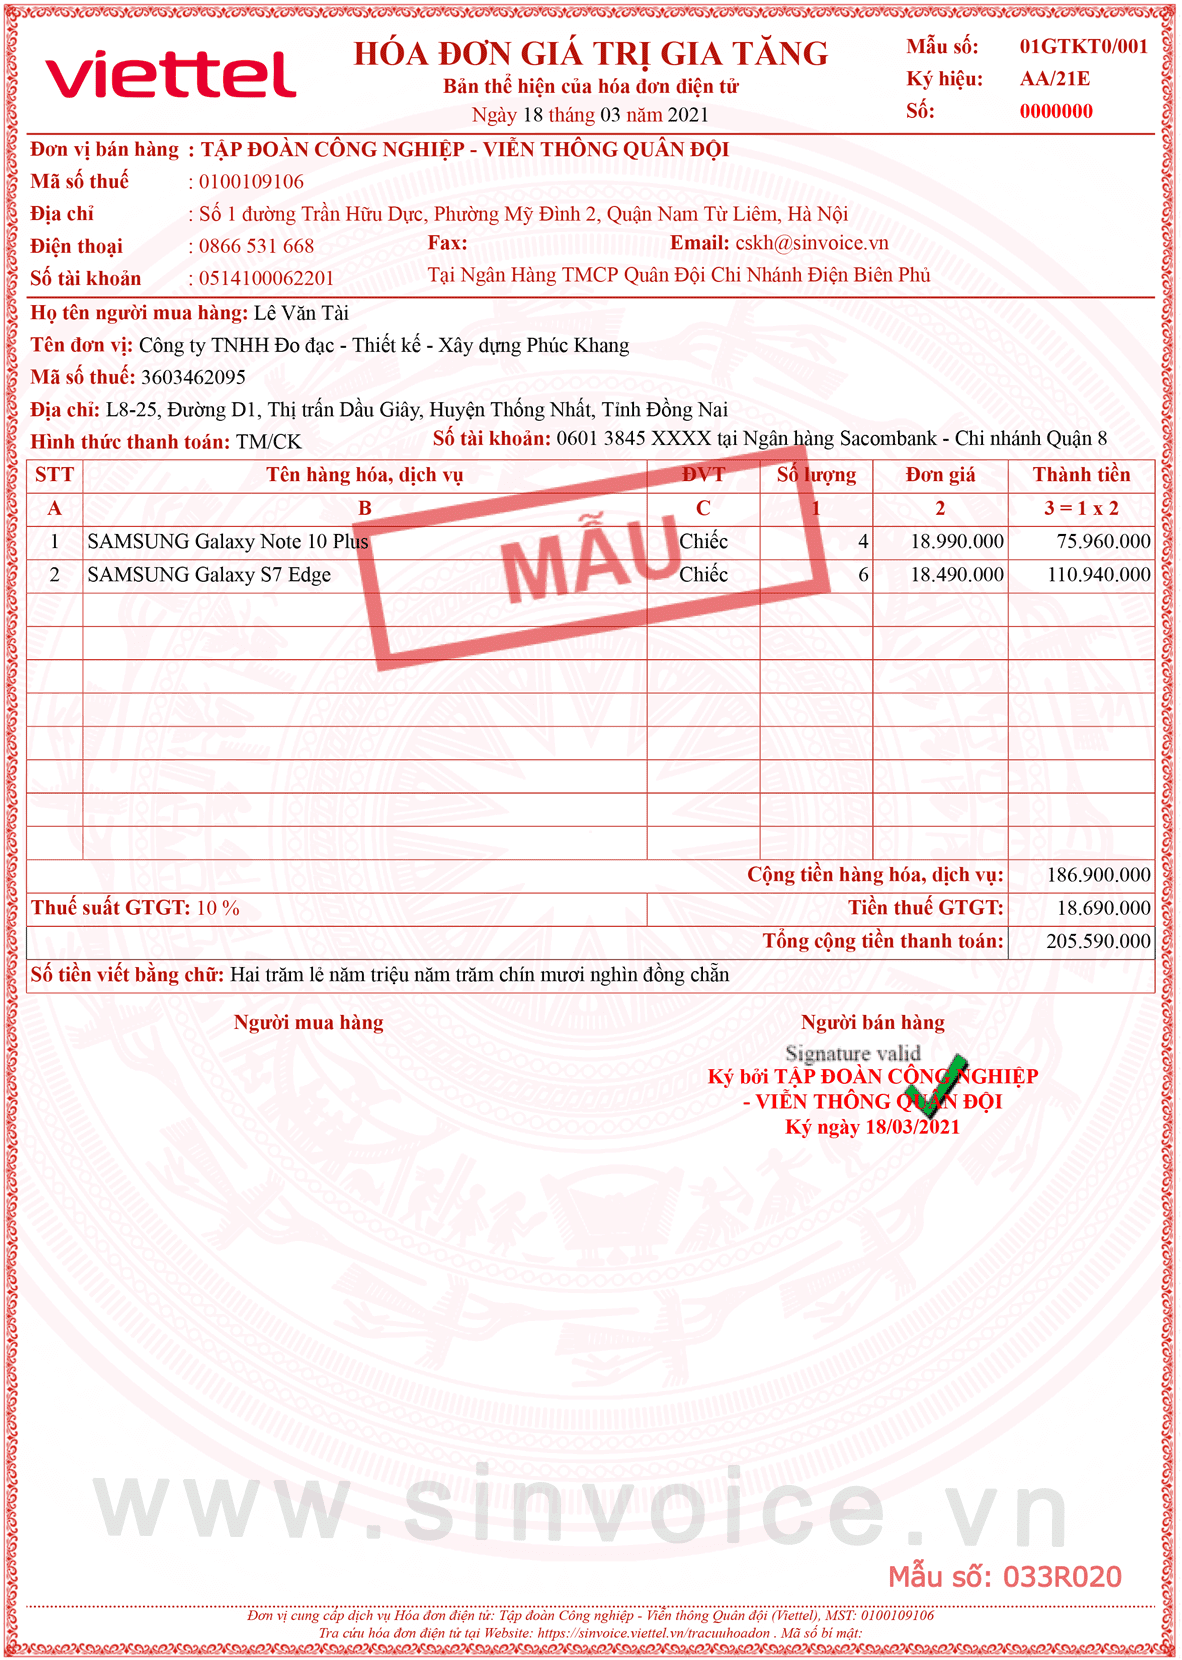 viettel
HÓA ĐƠN GIÁ TRỊ GIA TĂNG
Bản thể hiện của hóa đơn điện tử
Ngày 18 tháng 03 năm 2021
Mẫu số: 01GTKT0/001
Ký hiệu: AA/21E
Số: 0000000
Đơn vị bán hàng : TẬP ĐOÀN CÔNG NGHIỆP - VIỄN THÔNG QUÂN ĐỘI
Mã số thuế : 0100109106
Địa chỉ : Số 1 đường Trần Hữu Dực, Phường Mỹ Đình 2, Quận Nam Từ Liêm, Hà Nội
Điện thoại : 0866 531 668 Fax: Email: cskh@sinvoice.vn
Số tài khoản : 0514100062201 Tại Ngân Hàng TMCP Quân Đội Chi Nhánh Điện Biên Phủ
Họ tên người mua hàng: Lê Văn Tài
Tên đơn vị: Công ty TNHH Đo đạc - Thiết kế - Xây dựng Phúc Khang
Mã số thuế: 3603462095
Địa chỉ: L8-25, Đường D1, Thị trấn Dầu Giây, Huyện Thống Nhất, Tỉnh Đồng Nai
Hình thức thanh toán: TM/CK Số tài khoản: 0601 3845 XXXX tại Ngân hàng Sacombank - Chi nhánh Quận 8
STT Tên hàng hóa, dịch vụ ĐVT Số lượng Đơn giá Thành tiền
A B C 1 2 3 = 1 x 2
1 SAMSUNG Galaxy Note 10 Plus Chiếc 4 18.990.000 75.960.000
2 SAMSUNG Galaxy S7 Edge Chiếc 6 18.490.000 110.940.000
MẪU
Cộng tiền hàng hóa, dịch vụ: 186.900.000
Thuế suất GTGT: 10 % Tiền thuế GTGT: 18.690.000
Tổng cộng tiền thanh toán: 205.590.000
Số tiền viết bằng chữ: Hai trăm lẻ năm triệu năm trăm chín mươi nghìn đồng chẵn
Người mua hàng Người bán hàng
Signature valid
Ký bởi TẬP ĐOÀN CÔNG NGHIỆP
- VIỄN THÔNG QUÂN ĐỘI
Ký ngày 18/03/2021
www.sinvoice.vn
Mẫu số: 033R020
Đơn vị cung cấp dịch vụ Hóa đơn điện tử: Tập đoàn Công nghiệp - Viễn thông Quân đội (Viettel), MST: 0100109106
Tra cứu hóa đơn điện tử tại Website: https://sinvoice.viettel.vn/tracuuhoadon . Mã số bí mật: